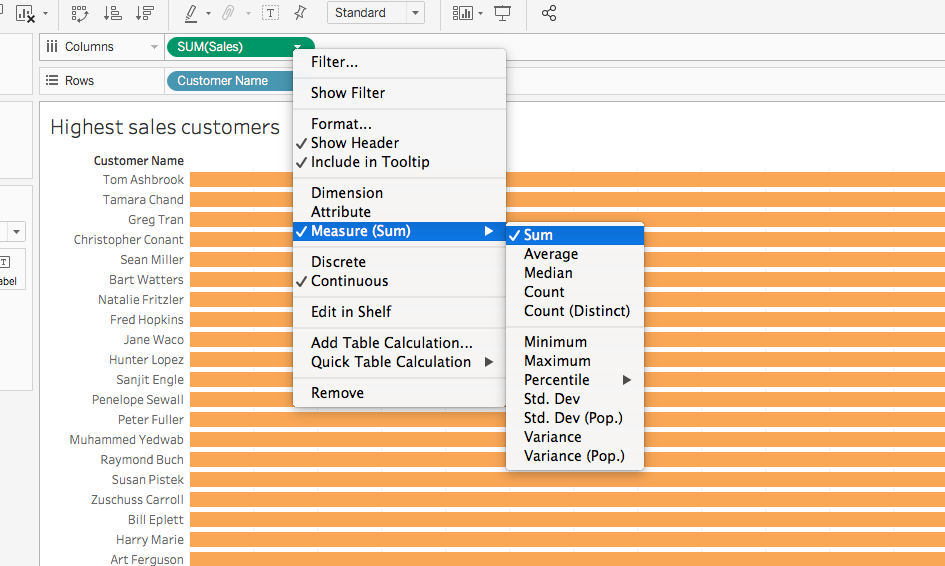 Standard
Columns
SUM(Sales)
Rows
Customer Name
Highest sales customers
Customer Name
Tom Ashbrook
Tamara Chand
Greg Tran
Christopher Conant
Sean Miller
Bart Watters
Natalie Fritzler
Fred Hopkins
Jane Waco
Hunter Lopez
Sanjit Engle
Penelope Sewall
Peter Fuller
Muhammed Yedwab
Raymond Buch
Susan Pistek
Zuschuss Carroll
Bill Eplett
Harry Marie
Art Ferguson
T
T
abel
Filter...
Show Filter
Format...
Show Header
Include in Tooltip
Dimension
Attribute
Measure (Sum)
Discrete
Continuous
Edit in Shelf
Add Table Calculation...
Quick Table Calculation
Remove
Sum
Average
Median
Count
Count (Distinct)
Minimum
Maximum
Percentile
Std. Dev
Std. Dev (Pop.)
Variance
Variance (Pop.)